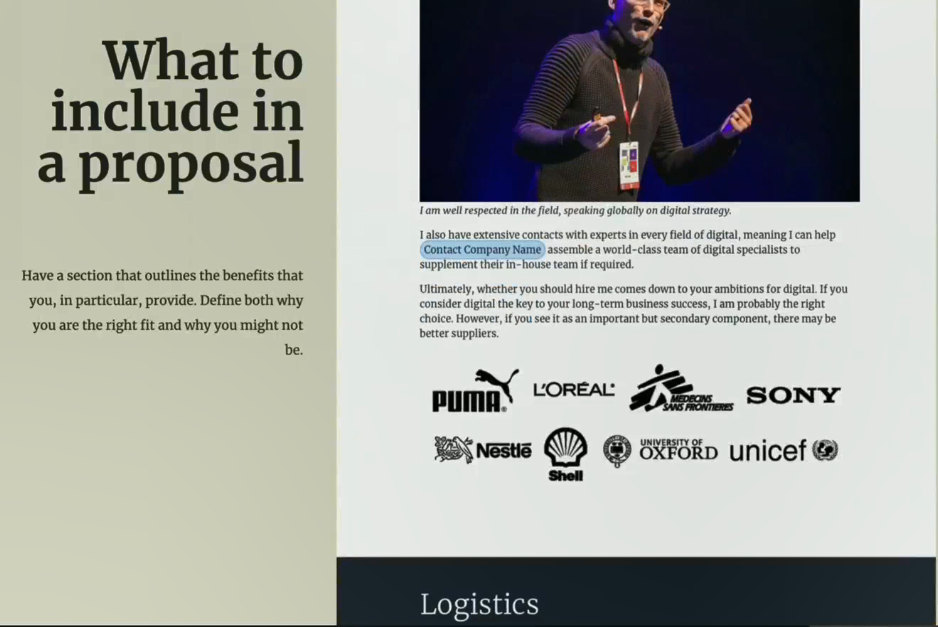 What to
include in
a proposal
Have a section that outlines the benefits that
you, in particular, provide. Define both why
you are the right fit and why you might not
be.
I am well respected in the field, speaking globally on digital strategy.
I also have extensive contacts with experts in every field of digital, meaning I can help
Contact Company Name assemble a world-class team of digital specialists to
supplement their in-house team if required.
Ultimately, whether you should hire me comes down to your ambitions for digital. If you
consider digital the key to your long-term business success, I am probably the right
choice. However, if you see it as an important but secondary component, there may be
better suppliers.
PUMA®
L'ORÉAL
MEDECINS
SANS FRONTIERES
SONY
Nestlé
Shell
UNIVERSITY OF
OXFORD
unicef
Logistics